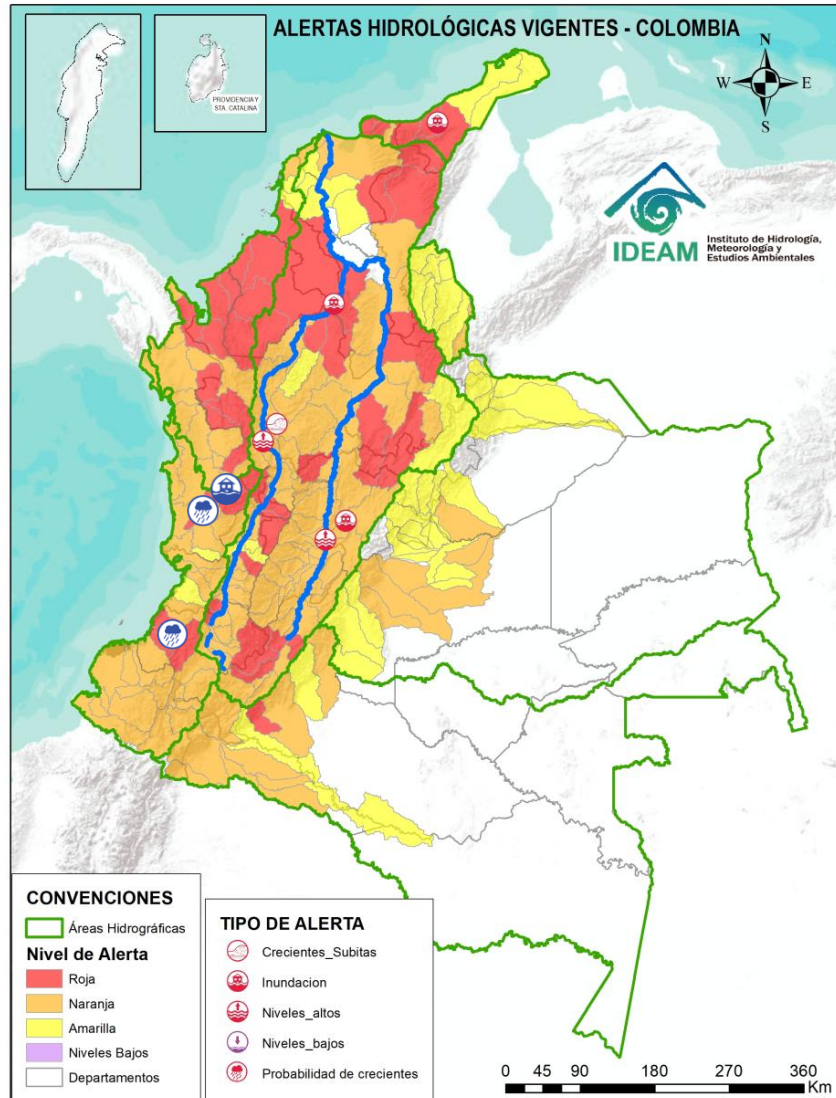 ALERTAS HIDROLÓGICAS VIGENTES - COLOMBIA
PROVIDENCIA Y
STA. CATALINA
N
W
E
S
IDEAM
Instituto de Hidrología,
Meteorología y
Estudios Ambientales
CONVENCIONES
Áreas Hidrográficas
Nivel de Alerta
Roja
Naranja
Amarilla
Niveles Bajos
Departamentos
TIPO DE ALERTA
Crecientes_Subitas
Inundacion
Niveles_altos
Niveles_bajos
Probabilidad de crecientes
0 45 90 180 270 360
Km